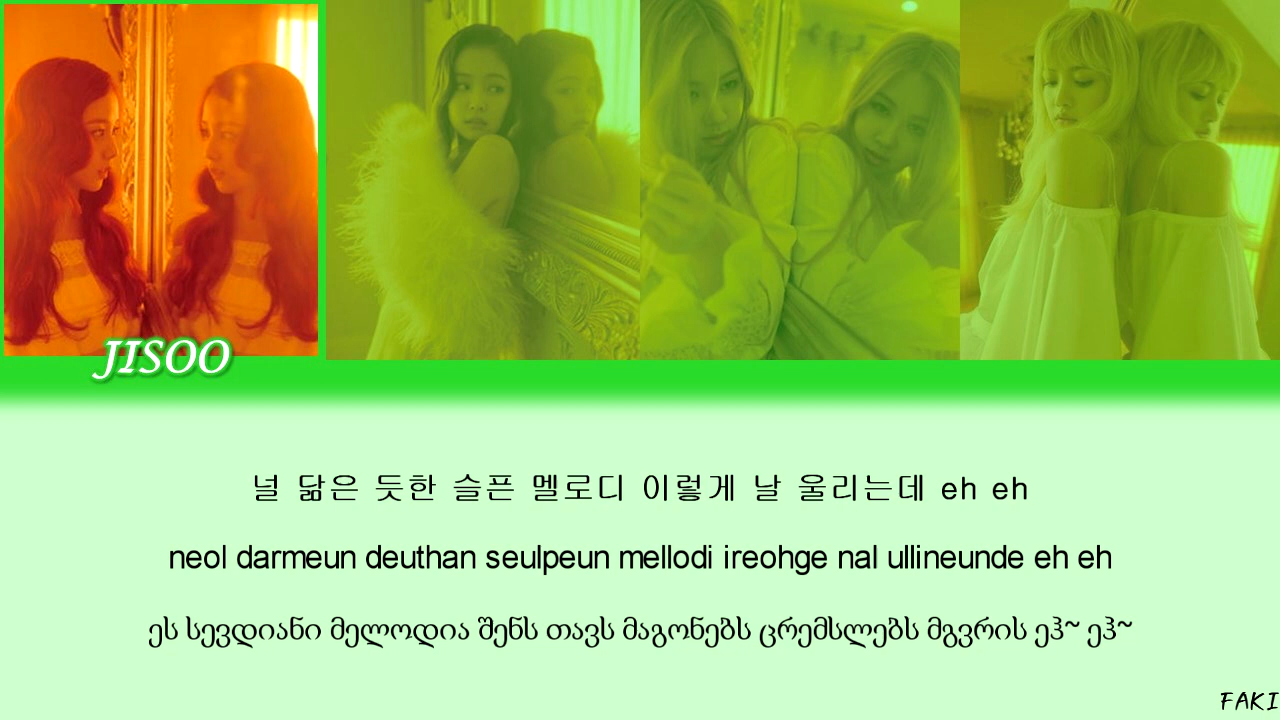 JISOO
널 닮은 듯한 슬픈 멜로디 이렇게 날 울리는데 eh eh
neol darmeun deuthan seulpeun mellodi ireohge nal ullineunde eh eh
ეს სევდიანი მელოდია შენს თავს მაგონებს ცრემსლებს მგვრის ეჰ~ ეჰ~
FAKI